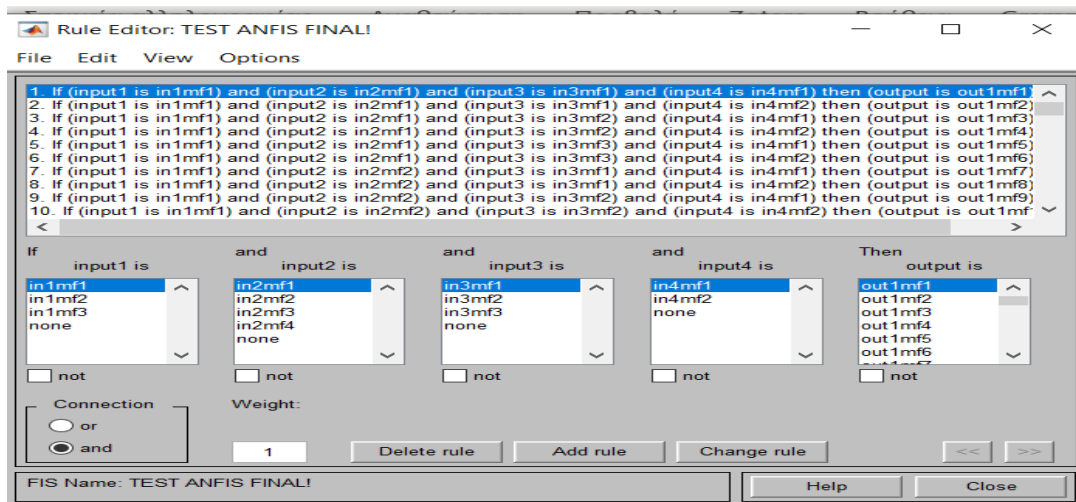 Rule Editor: TEST ANFIS FINAL!
File Edit View Options
1. If (input1 is in1mf1) and (input2 is in2mf1) and (input3 is in3mf1) and (input4 is in4mf1) then (output is out1mf1)
2. If (input1 is in1mf1) and (input2 is in2mf1) and (input3 is in3mf1) and (input4 is in4mf2) then (output is out1mf2)
3. If (input1 is in1mf1) and (input2 is in2mf1) and (input3 is in3mf2) and (input4 is in4mf1) then (output is out1mf3)
4. If (input1 is in1mf1) and (input2 is in2mf1) and (input3 is in3mf2) and (input4 is in4mf2) then (output is out1mf4)
5. If (input1 is in1mf1) and (input2 is in2mf1) and (input3 is in3mf3) and (input4 is in4mf1) then (output is out1mf5)
6. If (input1 is in1mf1) and (input2 is in2mf1) and (input3 is in3mf3) and (input4 is in4mf2) then (output is out1mf6)
7. If (input1 is in1mf1) and (input2 is in2mf2) and (input3 is in3mf1) and (input4 is in4mf1) then (output is out1mf7)
8. If (input1 is in1mf1) and (input2 is in2mf2) and (input3 is in3mf1) and (input4 is in4mf2) then (output is out1mf8)
9. If (input1 is in1mf1) and (input2 is in2mf2) and (input3 is in3mf2) and (input4 is in4mf1) then (output is out1mf9)
10. If (input1 is in1mf1) and (input2 is in2mf2) and (input3 is in3mf2) and (input4 is in4mf2) then (output is
If and and and Then
input1 is input2 is input3 is input4 is output is
in1mf1 in2mf1 in3mf1 in4mf1 out1mf1
in1mf2 in2mf2 in3mf2 in4mf2 out1mf2
in1mf3 in2mf3 in3mf3 none out1mf3
none in2mf4 none out1mf4
none out1mf5
out1mf6
not not not not not
Connection Weight:
or
and 1 Delete rule Add rule Change rule << >>
FIS Name: TEST ANFIS FINAL! Help Close